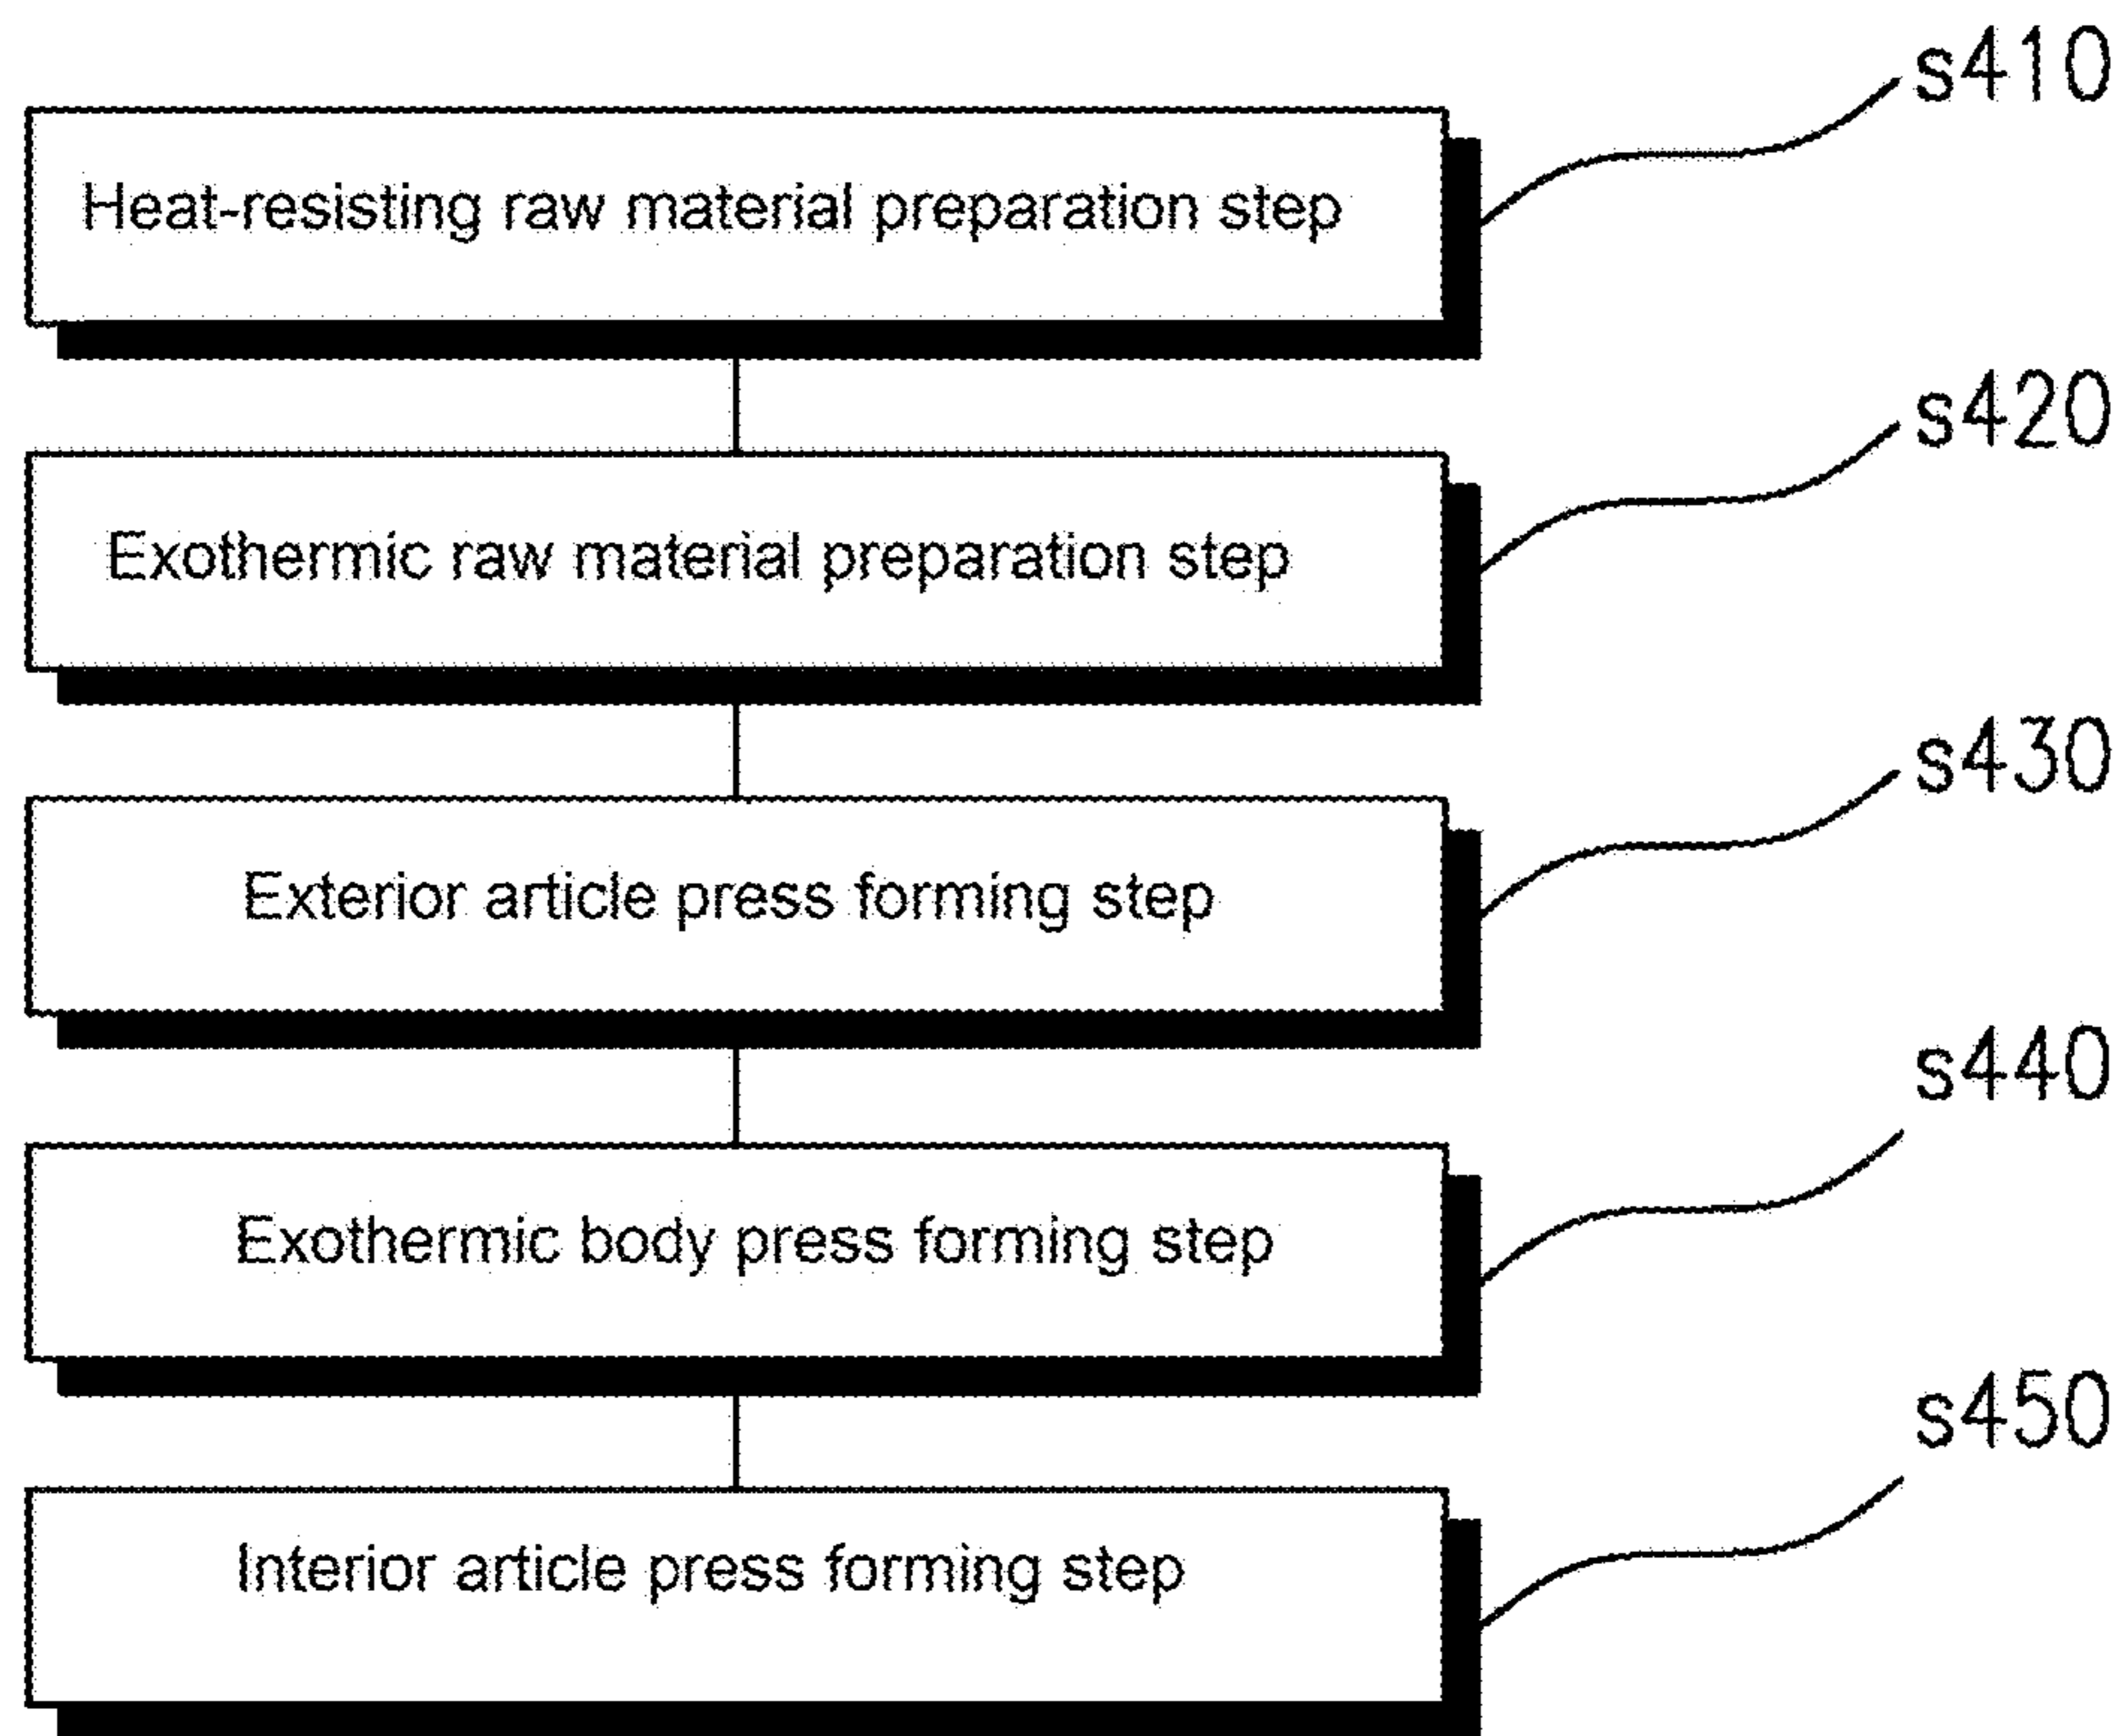 s410
Heat-resisting raw material preparation step
s420
Exothermic raw material preparation step
s430
Exterior article press forming step
s440
Exothermic body press forming step
s450
Interior article press forming step